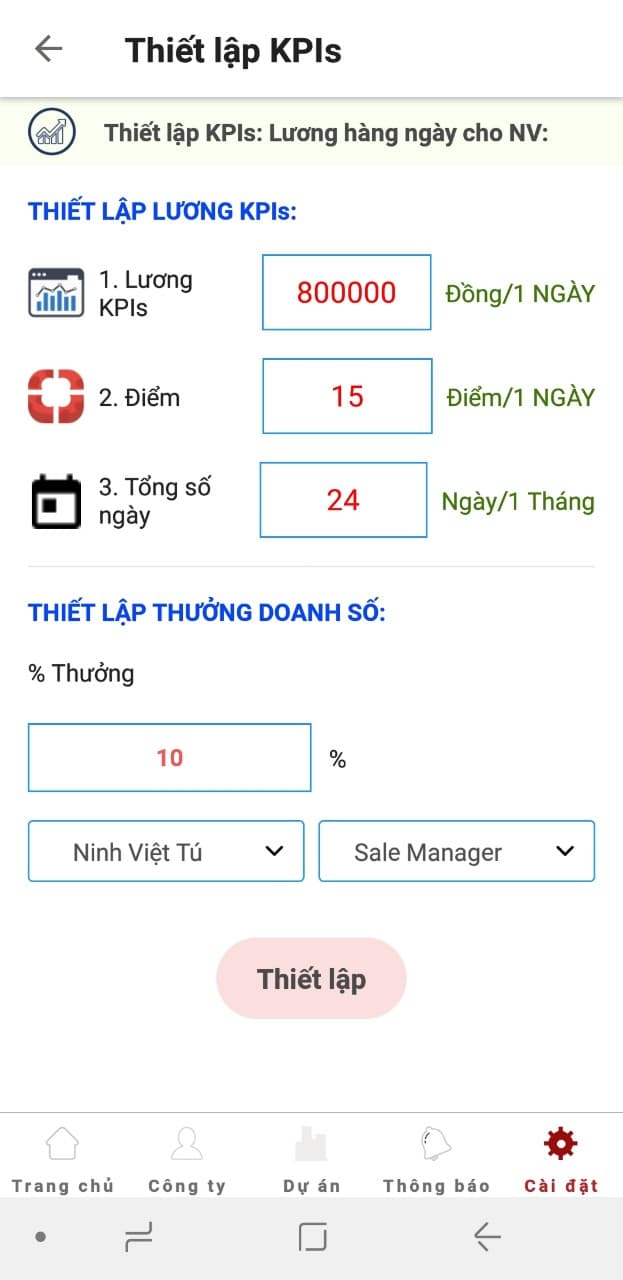 Thiết lập KPIs
Thiết lập KPIs: Lương hàng ngày cho NV:
THIẾT LẬP LƯƠNG KPIs:
1. Lương
KPIs
800000
Đồng/1 NGÀY
2. Điểm
15
Điểm/1 NGÀY
3. Tổng số
ngày
24
Ngày/1 Tháng
THIẾT LẬP THƯỞNG DOANH SỐ:
% Thưởng
10
%
Ninh Việt Tú
Sale Manager
Thiết lập
Trang chủ
Công ty
Dự án
Thông báo
Cài đặt